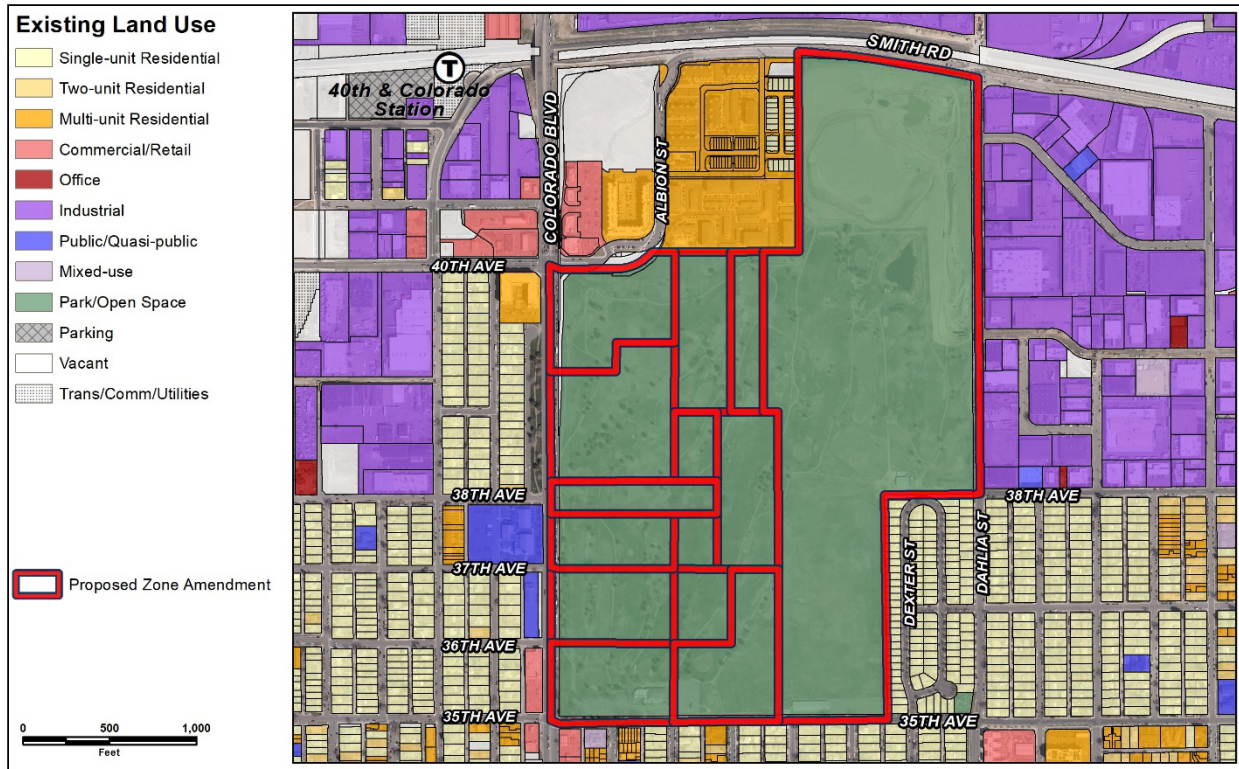 Existing Land Use
Single-unit Residential
Two-unit Residential
Multi-unit Residential
Commercial/Retail
Office
Industrial
Public/Quasi-public
Mixed-use
Park/Open Space
Parking
Vacant
Trans/Comm/Utilities
Proposed Zone Amendment
0 500 1,000
Feet
SMITH RD
T
40th & Colorado
Station
COLORADO BLVD
ALBION ST
40TH AVE
38TH AVE
38TH AVE
37TH AVE
DEXTER ST
DAHLIA ST
36TH AVE
35TH AVE
35TH AVE